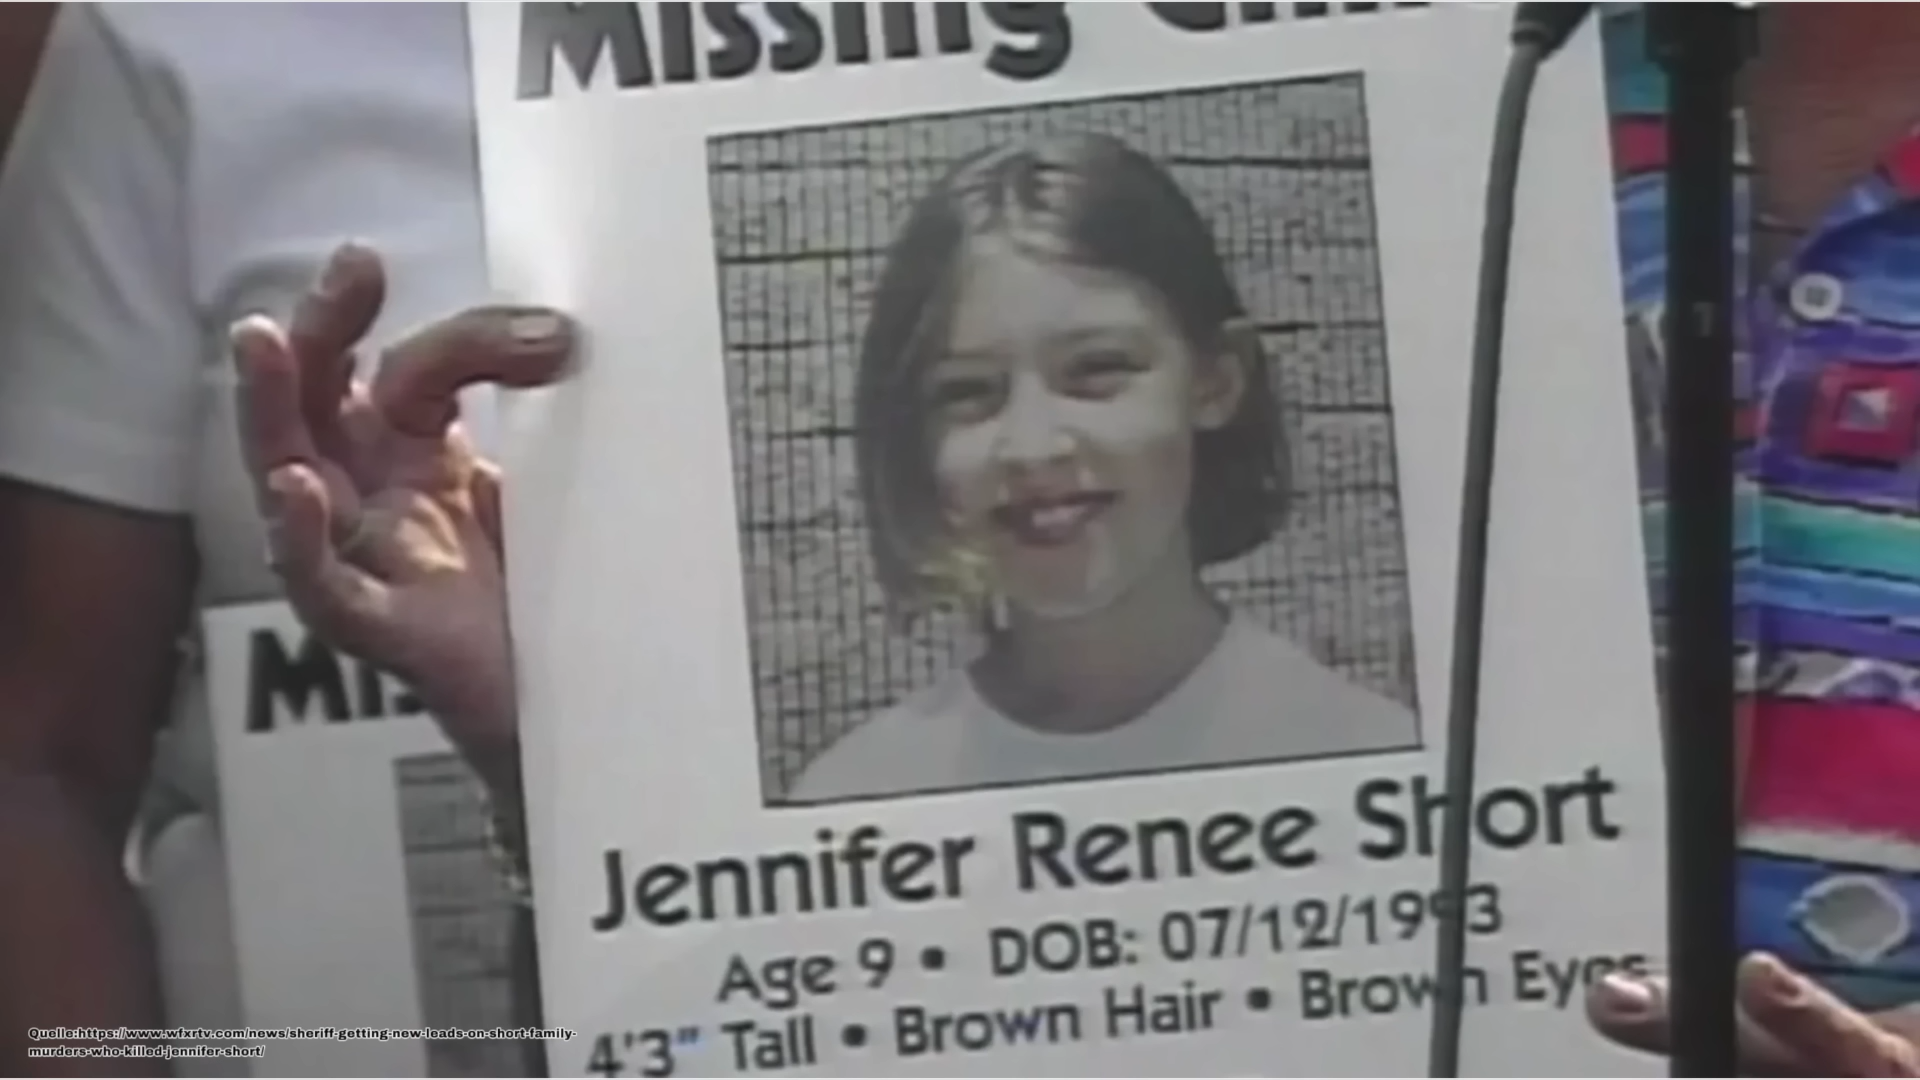 Missing
Jennifer Renee Short
Age 9 • DOB: 07/12/1993
4'3" Tall • Brown Hair • Brown Eyes
Quelle:https://www.wfxrtv.com/news/sheriff-getting-new-leads-on-short-family-
murders-who-killed-jennifer-short/